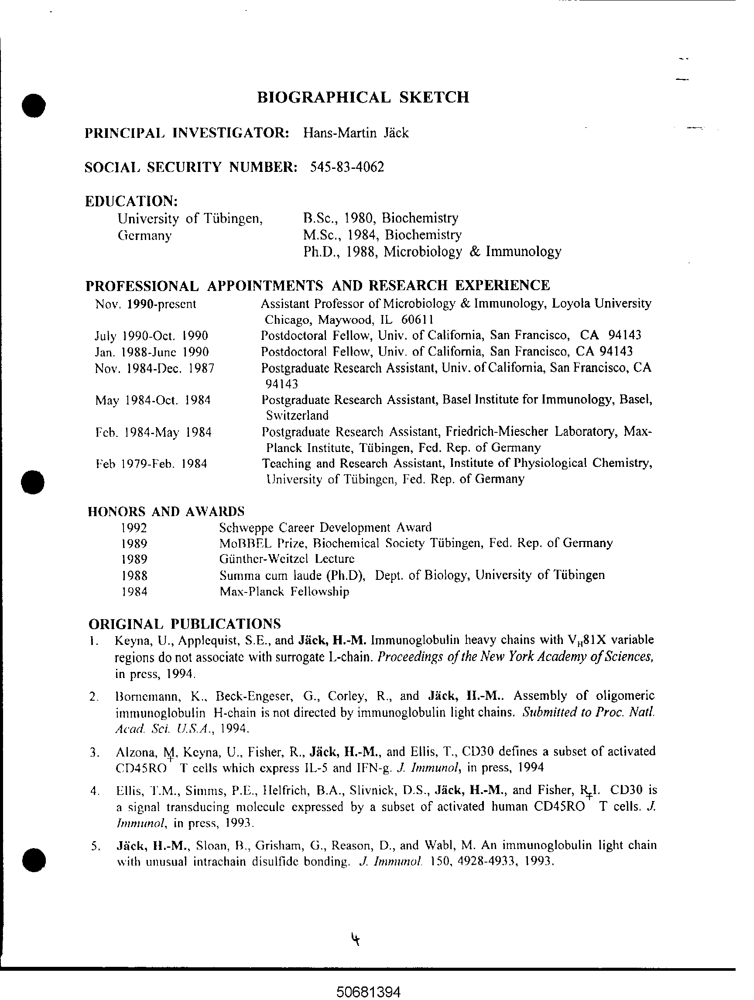 BIOGRAPHICAL SKETCH
PRINCIPAL INVESTIGATOR: Hans-Martin Jäck
SOCIAL SECURITY NUMBER: 545-83-4062
EDUCATION:
University of Tübingen, B.Sc., 1980, Biochemistry
Germany M.Sc., 1984, Biochemistry
Ph.D., 1988, Microbiology & Immunology
PROFESSIONAL APPOINTMENTS AND RESEARCH EXPERIENCE
Nov. 1990-present Assistant Professor of Microbiology & Immunology, Loyola University
Chicago, Maywood, IL 60611
July 1990-Oct. 1990 Postdoctoral Fellow, Univ. of California, San Francisco, CA 94143
Jan. 1988-June 1990 Postdoctoral Fellow, Univ. of California, San Francisco, CA 94143
Nov. 1984-Dec. 1987 Postgraduate Research Assistant, Univ. of California, San Francisco, CA
94143
May 1984-Oct. 1984 Postgraduate Research Assistant, Basel Institute for Immunology, Basel,
Switzerland
Feb. 1984-May 1984 Postgraduate Research Assistant, Friedrich-Miescher Laboratory, Max-
Planck Institute, Tübingen, Fed. Rep. of Germany
Feb 1979-Feb. 1984 Teaching and Research Assistant, Institute of Physiological Chemistry,
University of Tübingen, Fed. Rep. of Germany
HONORS AND AWARDS
1992 Schweppe Career Development Award
1989 MoBBEL Prize, Biochemical Society Tübingen, Fed. Rep. of Germany
1989 Günther-Weitzel Lecture
1988 Summa cum laude (Ph.D), Dept. of Biology, University of Tübingen
1984 Max-Planck Fellowship
ORIGINAL PUBLICATIONS
1. Keyna, U., Applequist, S.E., and Jäck, H.-M. Immunoglobulin heavy chains with VH81X variable
regions do not associate with surrogate L-chain. Proceedings of the New York Academy of Sciences,
in press, 1994.
2. Bornemann, K., Beck-Engeser, G., Corley, R., and Jäck, H.-M.. Assembly of oligomeric
immunoglobulin H-chain is not directed by immunoglobulin light chains. Submitted to Proc. Natl.
Acad. Sci. U.S.A., 1994.
3. Alzona, M. Keyna, U., Fisher, R., Jäck, H.-M., and Ellis, T., CD30 defines a subset of activated
CD45RO+ T cells which express IL-5 and IFN-g. J. Immunol, in press, 1994
4. Ellis, T.M., Simms, P.E., Helfrich, B.A., Slivnick, D.S., Jäck, H.-M., and Fisher, R.I. CD30 is
a signal transducing molecule expressed by a subset of activated human CD45RO+ T cells. J.
Immunol, in press, 1993.
5. Jäck, H.-M., Sloan, B., Grisham, G., Reason, D., and Wabl, M. An immunoglobulin light chain
with unusual intrachain disulfide bonding. J. Immunol. 150, 4928-4933, 1993.
4
50681394